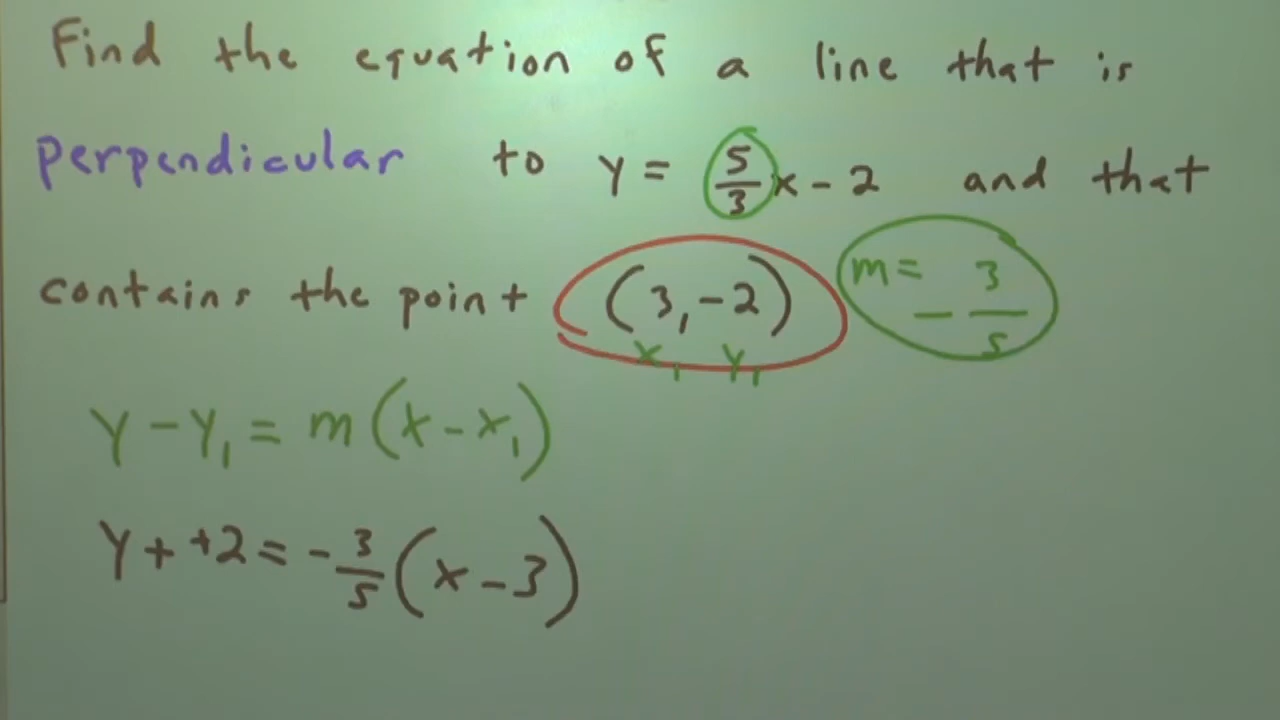 Find the equation of a line that is
perpendicular to y = 5/3 x - 2 and that
contains the point (3, -2) m = - 3/5
x₁ y₁
y - y₁ = m(x - x₁)
y + +2 = - 3/5 (x - 3)